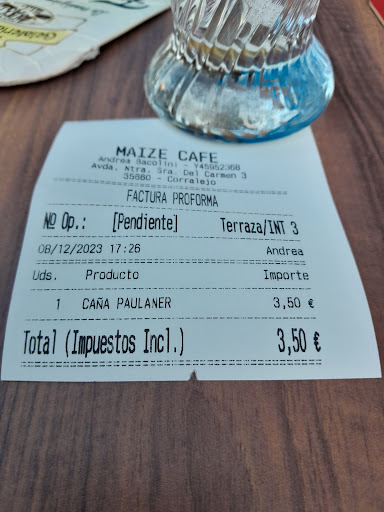 MAIZE CAFE
Andrea Bacolini - Y4595236B
Avda. Ntra. Sra. Del Carmen 3
35660 - Corralejo
FACTURA PROFORMA
Nº Op.: [Pendiente] Terraza/INT 3
08/12/2023 17:26 Andrea
Uds. Producto Importe
1 CAÑA PAULANER 3,50 €
Total (Impuestos Incl.) 3,50 €